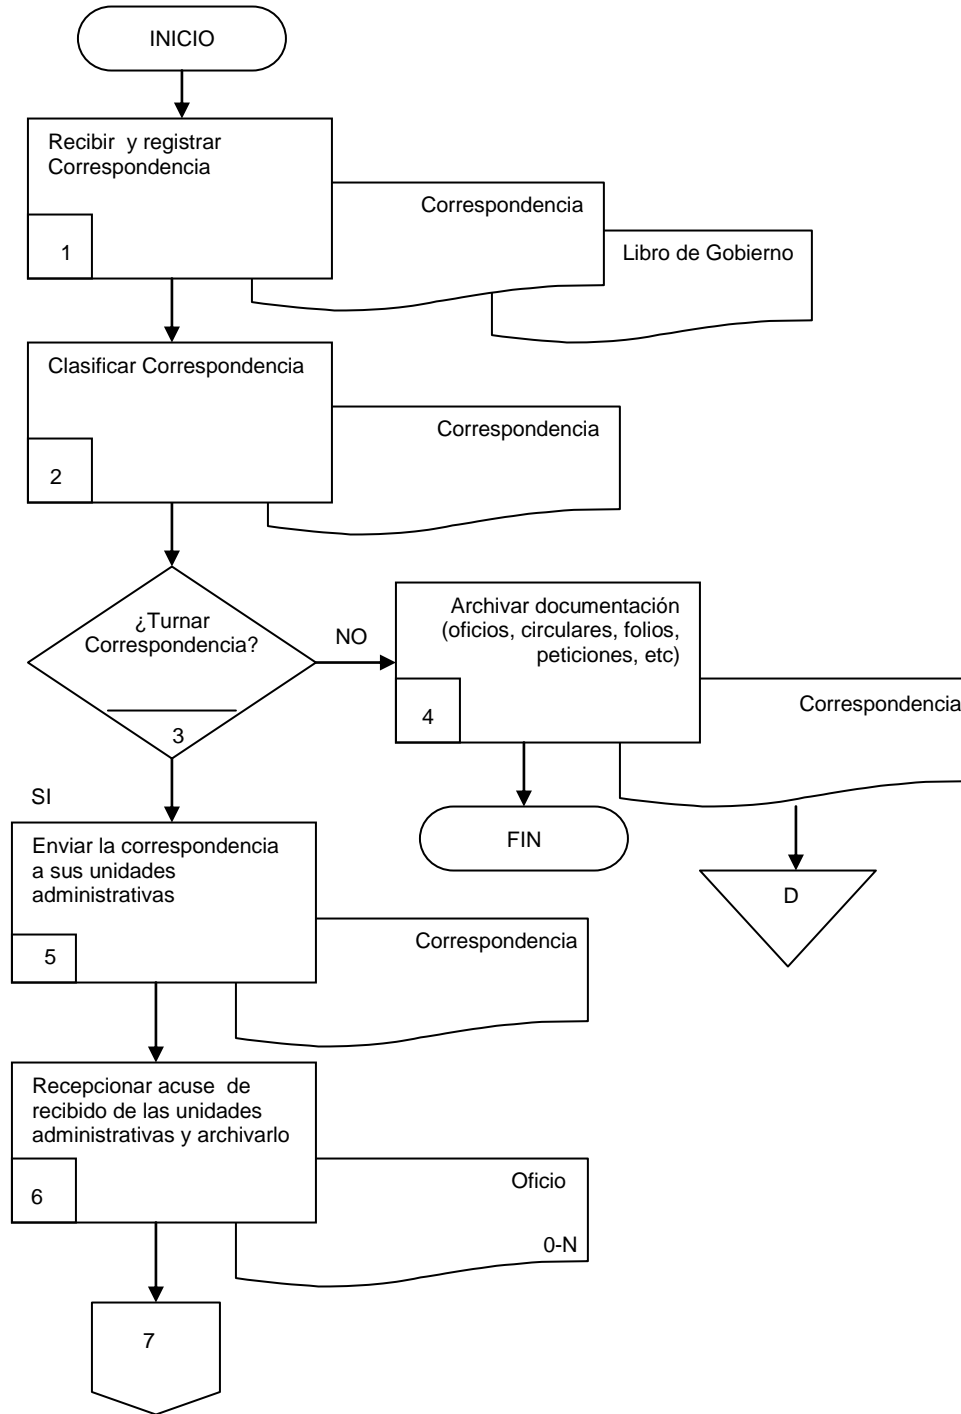 INICIO
Recibir y registrar
Correspondencia
1
Correspondencia
Libro de Gobierno
Clasificar Correspondencia
2
Correspondencia
¿Turnar
Correspondencia?
3
NO
SI
Archivar documentación
(oficios, circulares, folios,
peticiones, etc)
4
Correspondencia
FIN
D
Enviar la correspondencia
a sus unidades
administrativas
5
Correspondencia
Recepcionar acuse de
recibido de las unidades
administrativas y archivarlo
6
Oficio
0-N
7